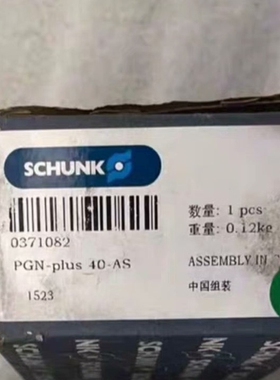 SCHUNK
0371082
PGN-plus 40-AS
1523
数量: 1 pcs
重量: 0.12kg
ASSEMBLY IN
中国组装